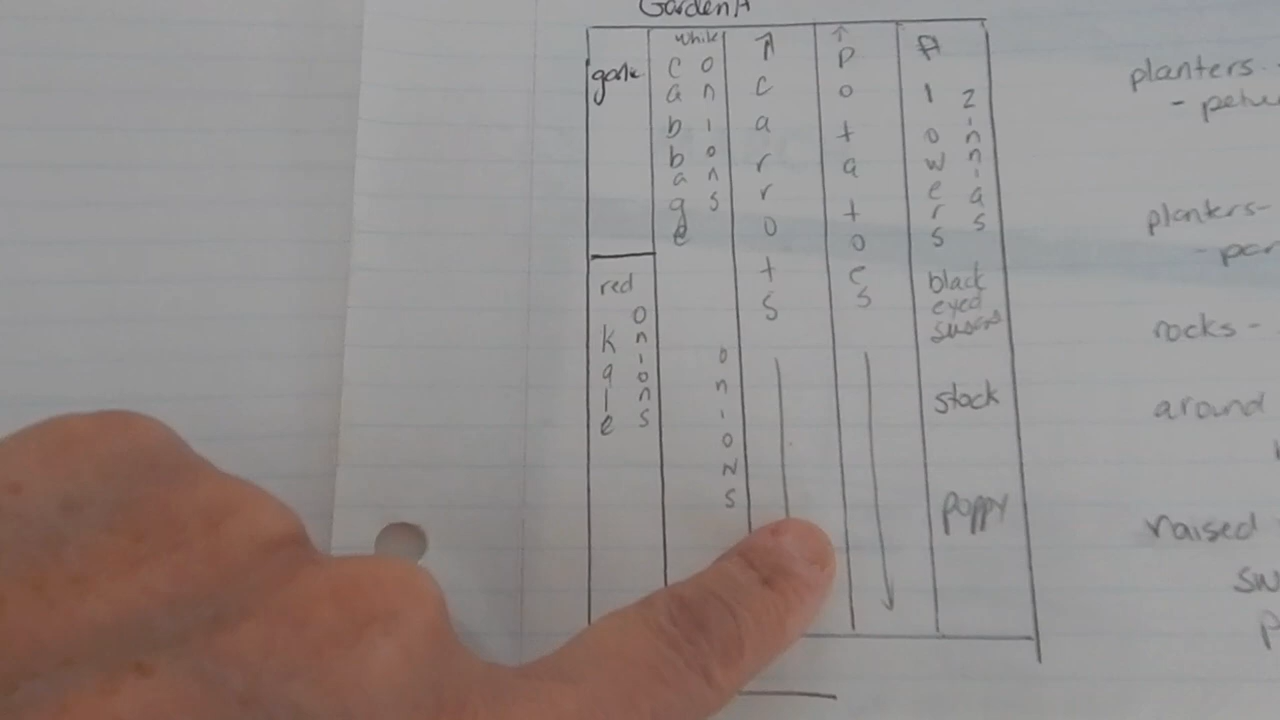 Garden A
garlic
cabbage
white
onions
onions
red
kale
onions
carrots
potatoes
flowers
zinnias
black
eyed
susans
stock
poppy
planters
planters-
rocks -
around
raised